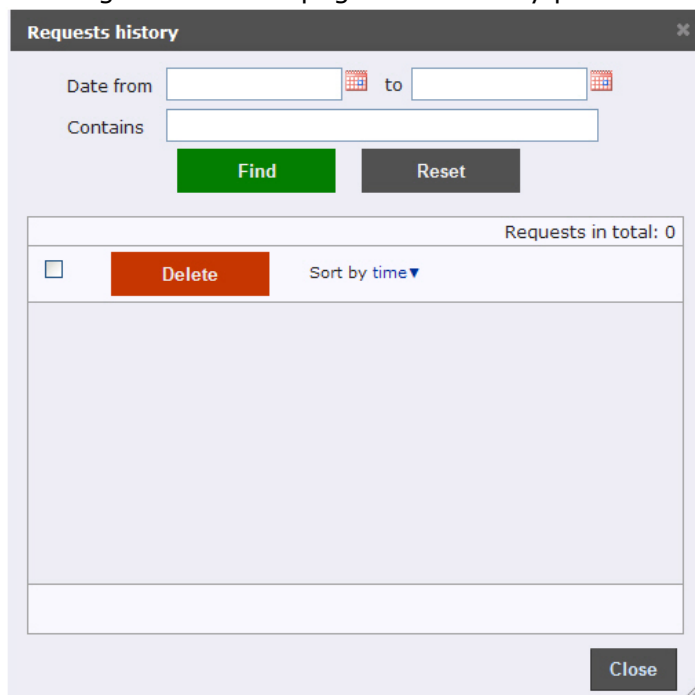 Requests history
Date from to
Contains
Find Reset
Requests in total: 0
Delete Sort by time▼
Close